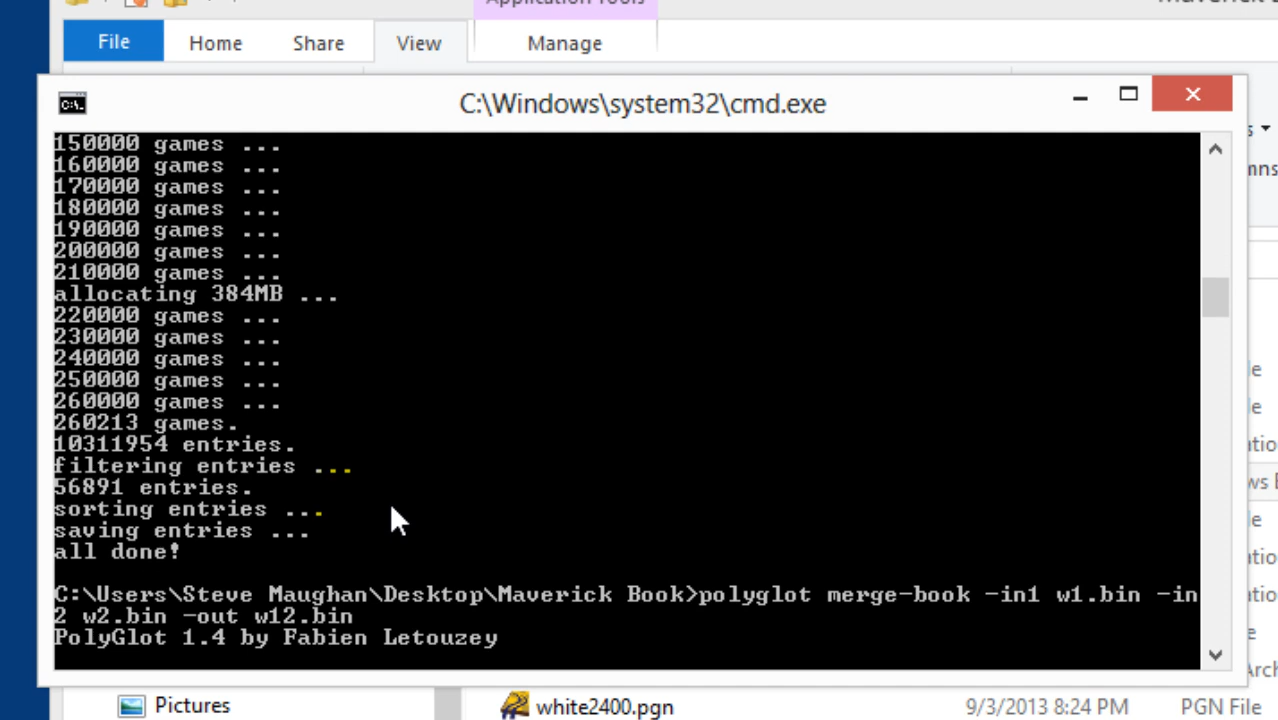 File Home Share View Manage
C:\Windows\system32\cmd.exe
150000 games ...
160000 games ...
170000 games ...
180000 games ...
190000 games ...
200000 games ...
210000 games ...
allocating 384MB ...
220000 games ...
230000 games ...
240000 games ...
250000 games ...
260000 games ...
260213 games.
10311954 entries.
filtering entries ...
56891 entries.
sorting entries ...
saving entries ...
all done!
C:\Users\Steve Maughan\Desktop\Maverick Book>polyglot merge-book -in1 w1.bin -in
2 w2.bin -out w12.bin
PolyGlot 1.4 by Fabien Letouzey
Pictures white2400.pgn 9/3/2013 8:24 PM PGN File